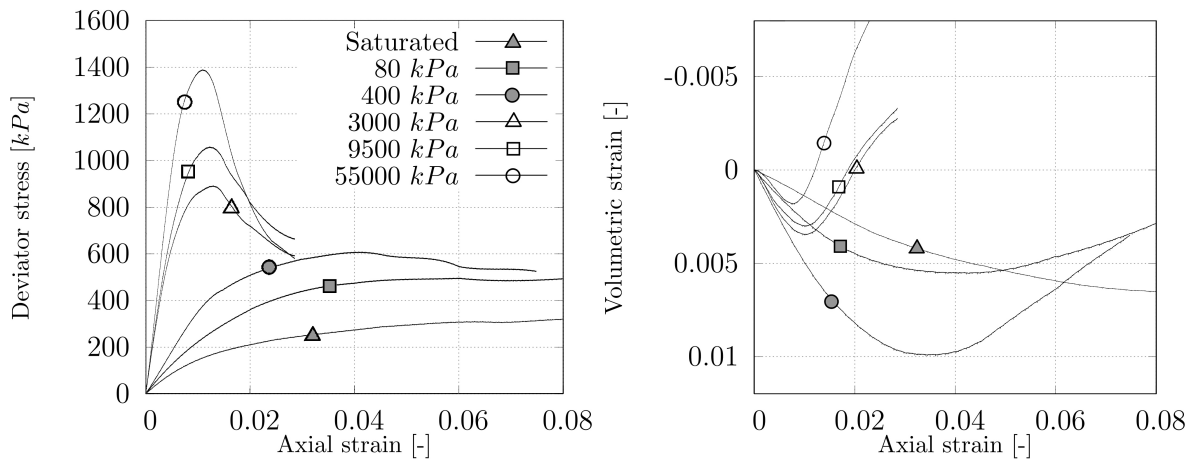 1600
1400
1200
1000
800
600
400
200
0
Deviator stress [kPa]
Saturated
80 kPa
400 kPa
3000 kPa
9500 kPa
55000 kPa
0 0.02 0.04 0.06 0.08
Axial strain [-]
-0.005
0
0.005
0.01
Volumetric strain [-]
0 0.02 0.04 0.06 0.08
Axial strain [-]